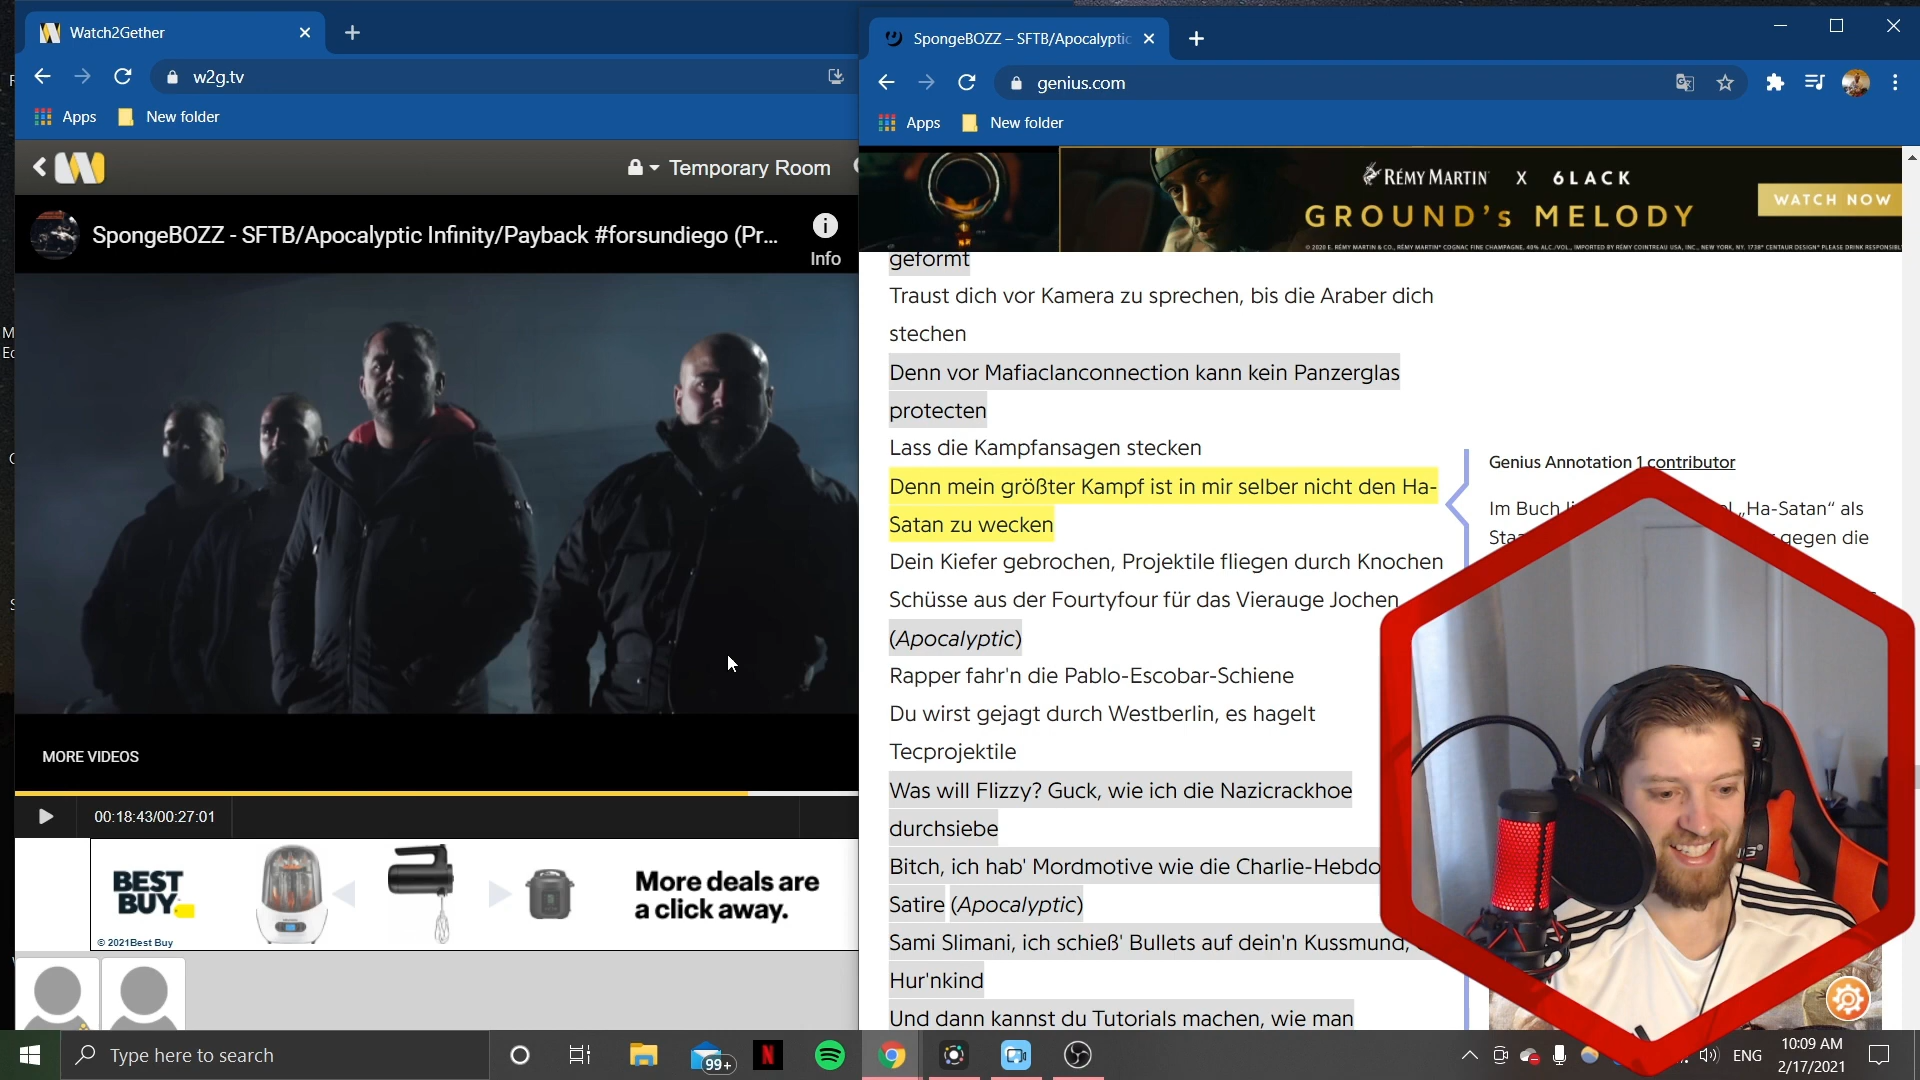 Watch2Gether
SpongeBOZZ – SFTB/Apocalyptic
w2g.tv
genius.com
Apps
New folder
Apps
New folder
Temporary Room
RÉMY MARTIN X 6LACK
GROUND's MELODY
WATCH NOW
SpongeBOZZ - SFTB/Apocalyptic Infinity/Payback #forsundiego (Pr...
Info
geformt
Traust dich vor Kamera zu sprechen, bis die Araber dich
stechen
Denn vor Mafiaclanconnection kann kein Panzerglas
protecten
Lass die Kampfansagen stecken
Denn mein größter Kampf ist in mir selber nicht den Ha-
Satan zu wecken
Dein Kiefer gebrochen, Projektile fliegen durch Knochen
Schüsse aus der Fourtyfour für das Vierauge Jochen
(Apocalyptic)
Rapper fahr'n die Pablo-Escobar-Schiene
Du wirst gejagt durch Westberlin, es hagelt
Tecprojektile
Was will Flizzy? Guck, wie ich die Nazicrackhoe
durchsiebe
Bitch, ich hab' Mordmotive wie die Charlie-Hebdo
Satire (Apocalyptic)
Sami Slimani, ich schieß' Bullets auf dein'n Kussmund,
Hur'nkind
Und dann kannst du Tutorials machen, wie man
Genius Annotation 1 contributor
Im Buch „Ha-Satan“ als
gegen die
MORE VIDEOS
00:18:43/00:27:01
BEST
BUY
More deals are
a click away.
© 2021 Best Buy
Type here to search
99+
ENG
10:09 AM
2/17/2021